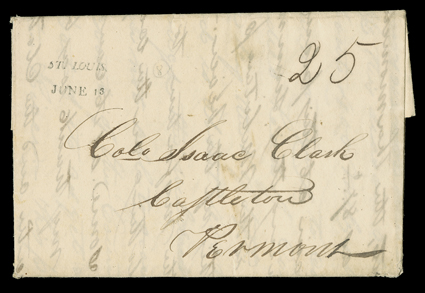 ST. LOUIS,
JUNE 13
25
Colo Isaac Clark
Castleton
Vermont